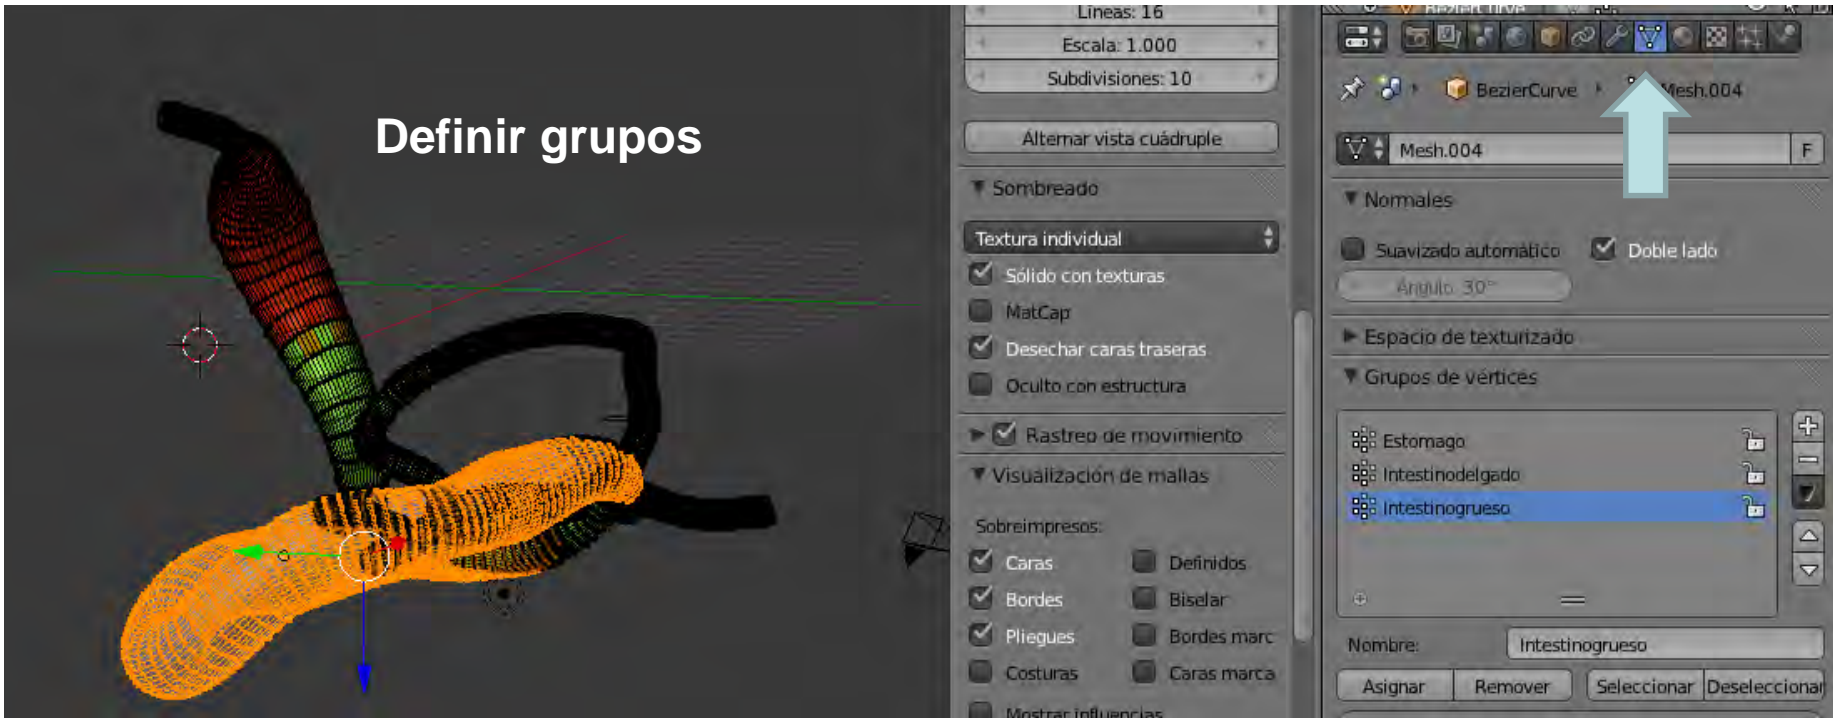 Definir grupos
Lineas: 16
Escala: 1.000
Subdivisiones: 10
Alternar vista cuádruple
Sombreado
Textura individual
Sólido con texturas
MatCap
Desechar caras traseras
Oculto con estructura
Rastreo de movimiento
Visualización de mallas
Sobreimpresos:
Caras
Definidos
Bordes
Biselar
Pliegues
Bordes marc
Costuras
Caras marca
Mostrar influencias
BezierCurve
BezierCurve
Mesh.004
Mesh.004
F
Normales
Suavizado automático
Doble lado
Ángulo: 30°
Espacio de texturizado
Grupos de vértices
Estomago
Intestinodelgado
Intestinogrueso
Nombre:
Intestinogrueso
Asignar
Remover
Seleccionar
Deseleccionar